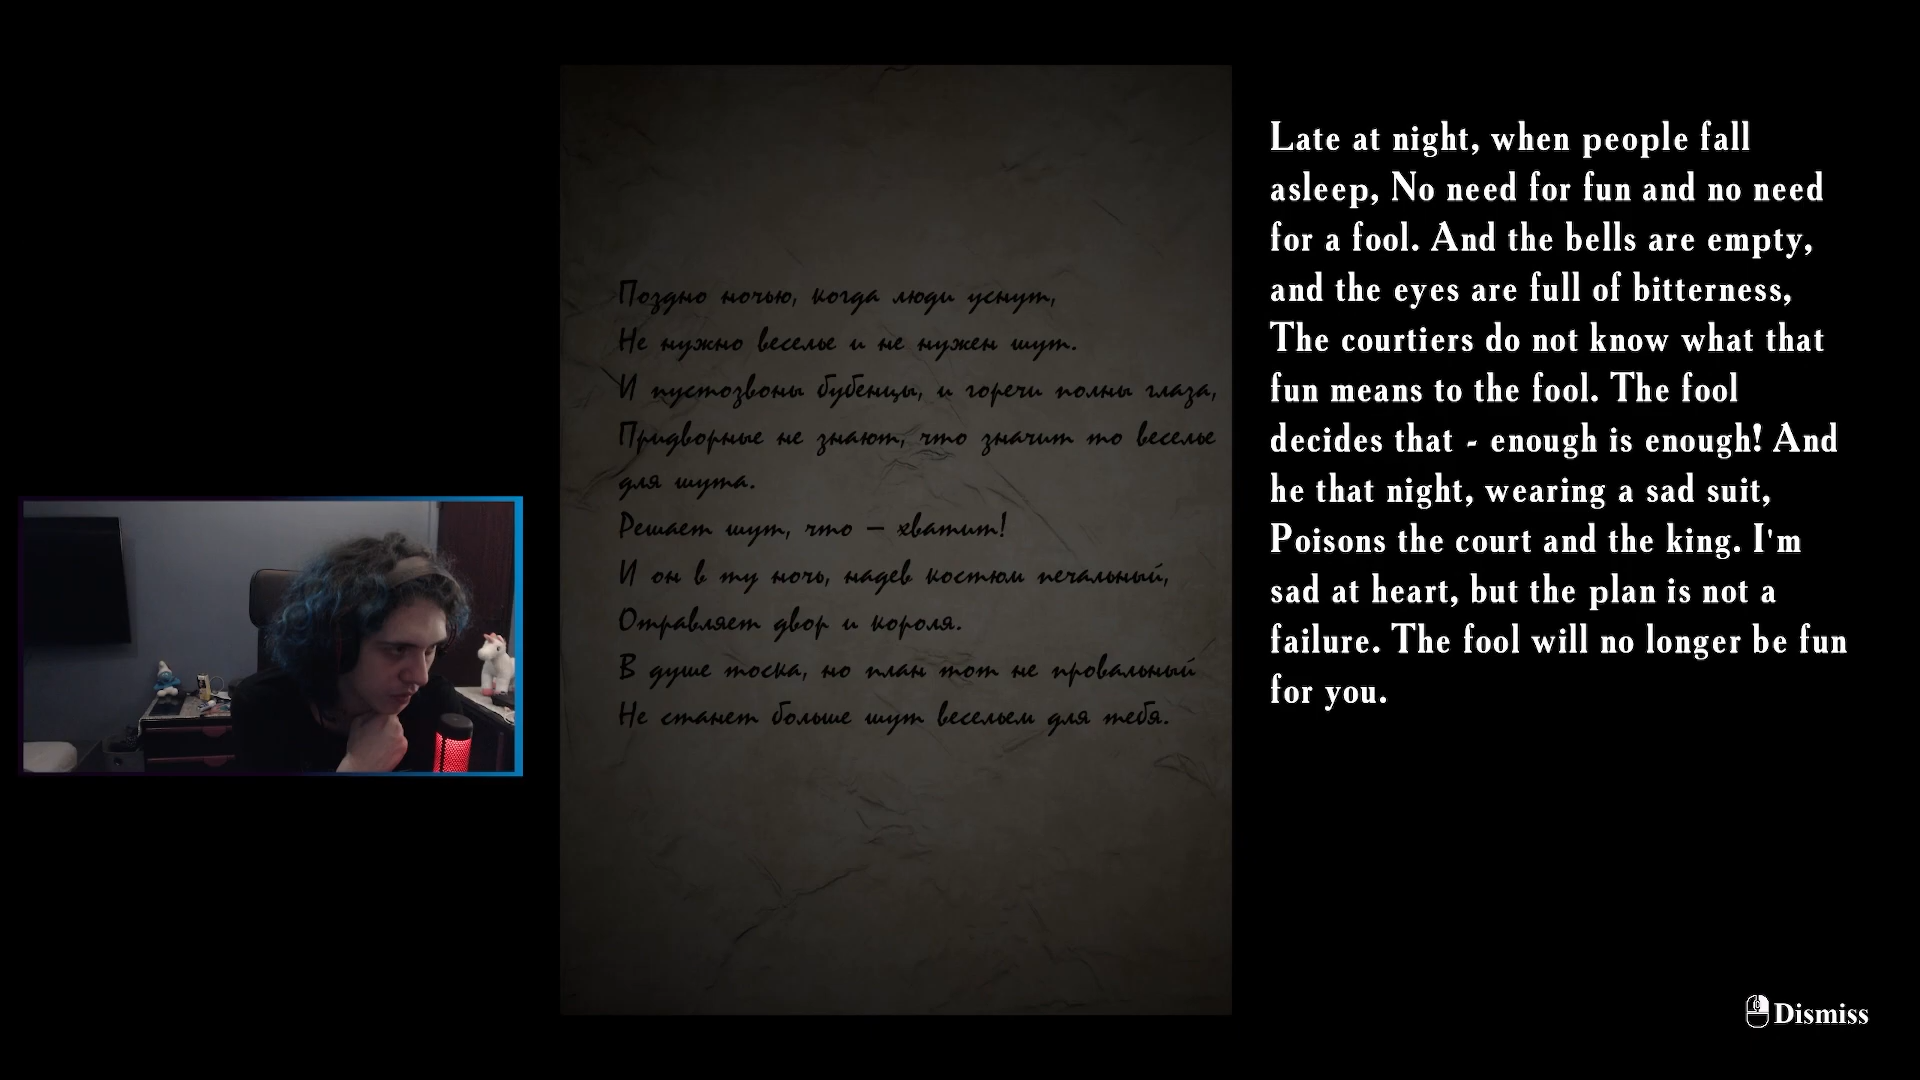 Поздно ночью, когда люди уснут,
Не нужно веселье и не нужен шут.
И пустозвоны бубенцы, и горечи полны глаза,
Придворные не знают, что значит то веселье
для шута.
Решает шут, что – хватит!
И он в ту ночь, надев костюм печальный,
Отравляет двор и короля.
В душе тоска, но план тот не провальный
Не станет больше шут весельем для тебя.
Late at night, when people fall
asleep, No need for fun and no need
for a fool. And the bells are empty,
and the eyes are full of bitterness,
The courtiers do not know what that
fun means to the fool. The fool
decides that - enough is enough! And
he that night, wearing a sad suit,
Poisons the court and the king. I'm
sad at heart, but the plan is not a
failure. The fool will no longer be fun
for you.
Dismiss